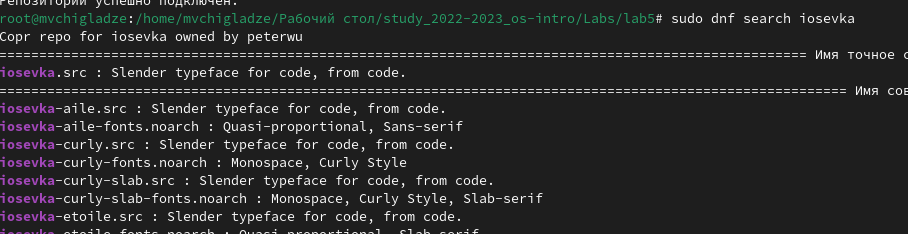 Репозиторий успешно подключен.
root@mvchigladze:/home/mvchigladze/Рабочий стол/study_2022-2023_os-intro/Labs/lab5# sudo dnf search iosevka
Copr repo for iosevka owned by peterwu
===================================================================================================== Имя точное с
iosevka.src : Slender typeface for code, from code.
========================================================================================================== Имя сов
iosevka-aile.src : Slender typeface for code, from code.
iosevka-aile-fonts.noarch : Quasi-proportional, Sans-serif
iosevka-curly.src : Slender typeface for code, from code.
iosevka-curly-fonts.noarch : Monospace, Curly Style
iosevka-curly-slab.src : Slender typeface for code, from code.
iosevka-curly-slab-fonts.noarch : Monospace, Curly Style, Slab-serif
iosevka-etoile.src : Slender typeface for code, from code.
iosevka-etoile-fonts.noarch : Quasi-proportional, Slab-serif